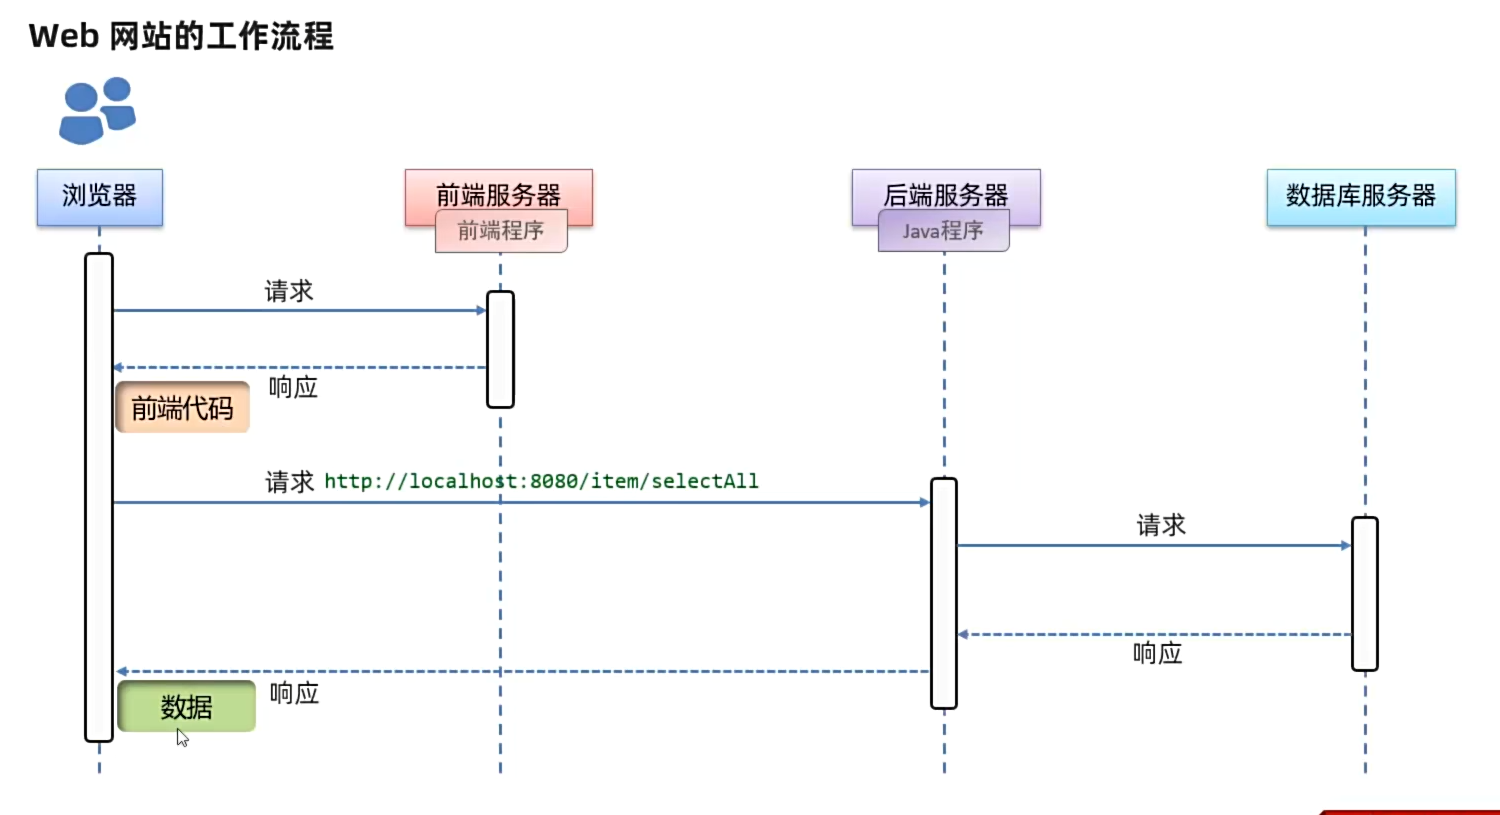 Web 网站的工作流程
浏览器
前端服务器
后端服务器
数据库服务器
前端程序
Java程序
请求
响应
前端代码
请求 http://localhost:8080/item/selectAll
请求
响应
响应
数据